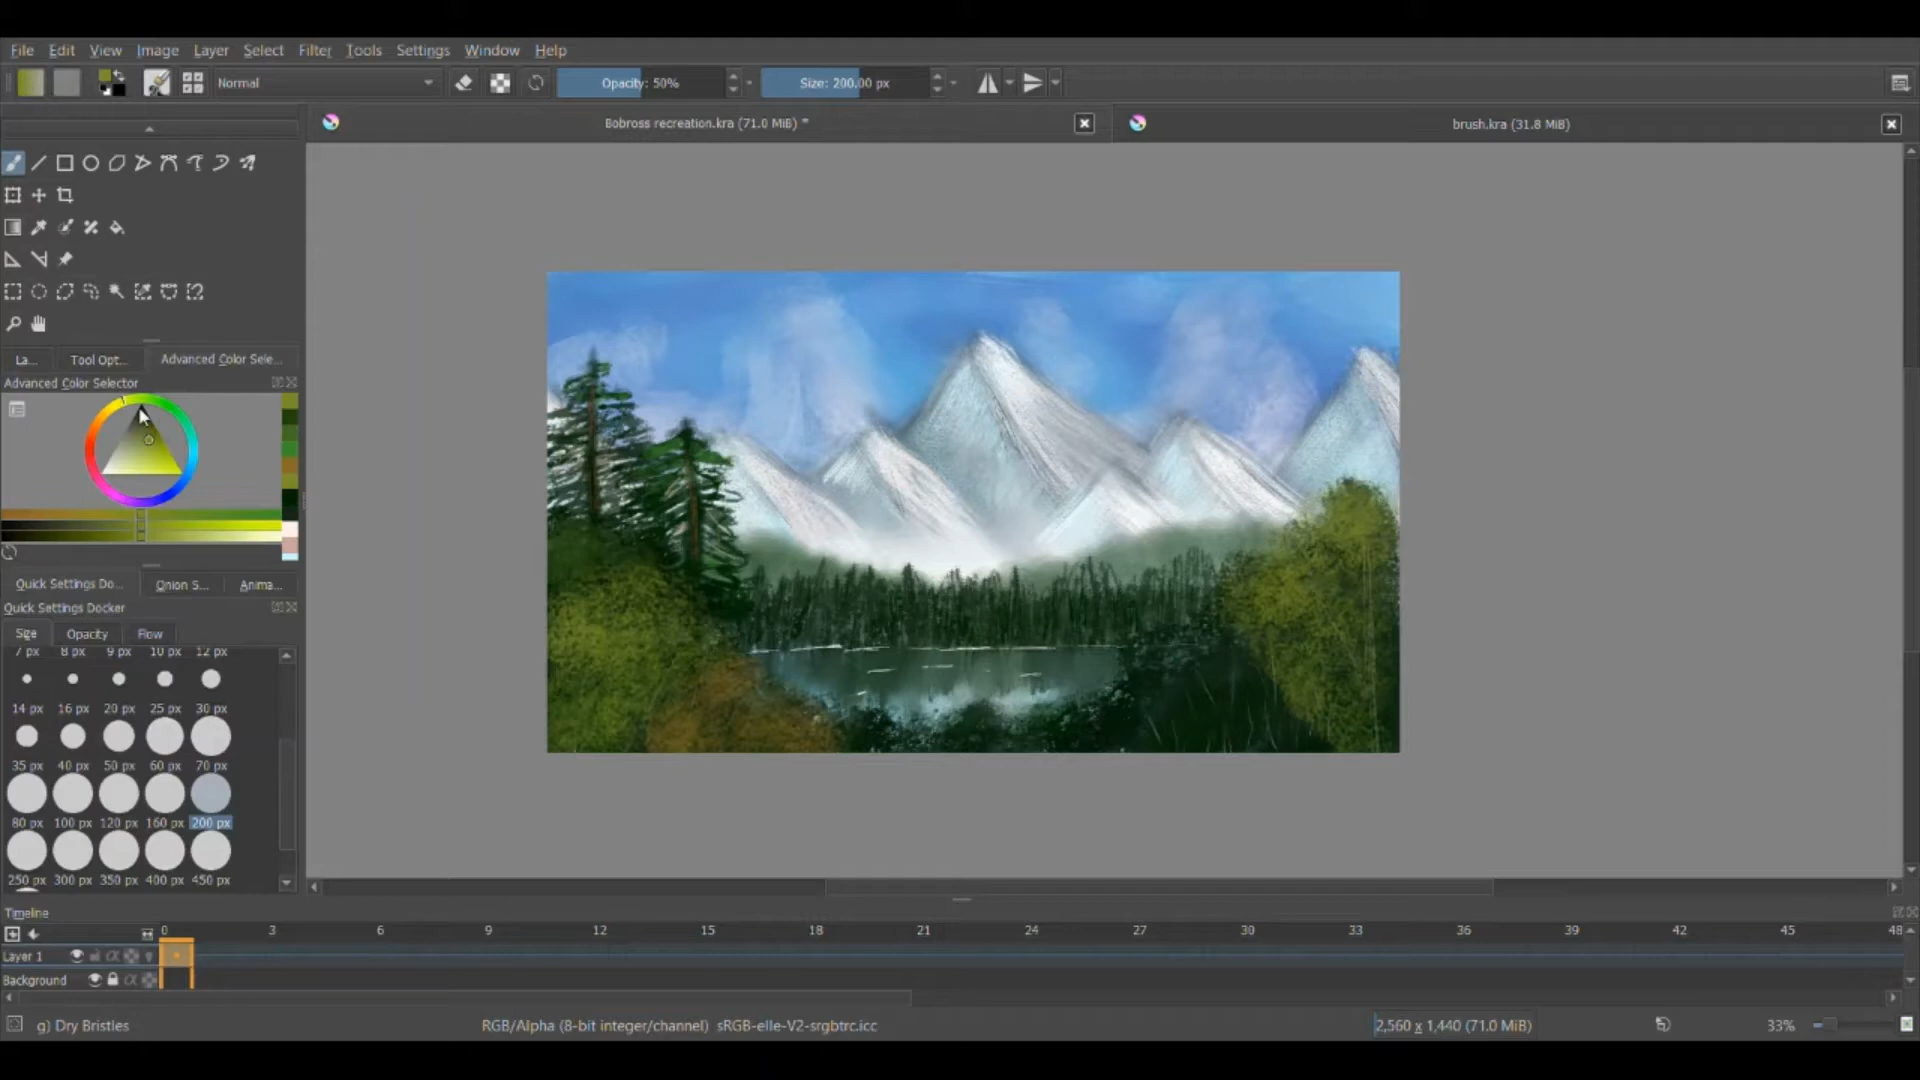 File Edit View Image Layer Select Filter Tools Settings Window Help
Normal Opacity: 50% Size: 200.00 px
Bobross recreation.kra (71.0 MiB) * brush.kra (31.8 MiB)
La... Tool Opt... Advanced Color Sele...
Advanced Color Selector
Quick Settings Do... Onion S... Anima...
Quick Settings Docker
Size Opacity Flow
7 px 8 px 9 px 10 px 12 px
14 px 16 px 20 px 25 px 30 px
35 px 40 px 50 px 60 px 70 px
80 px 100 px 120 px 160 px 200 px
250 px 300 px 350 px 400 px 450 px
Timeline
0 3 6 9 12 15 18 21 24 27 30 33 36 39 42 45 48
Layer 1
Background
g) Dry Bristles RGB/Alpha (8-bit integer/channel) sRGB-elle-V2-srgbtrc.icc 2,560 x 1,440 (71.0 MiB) 33%